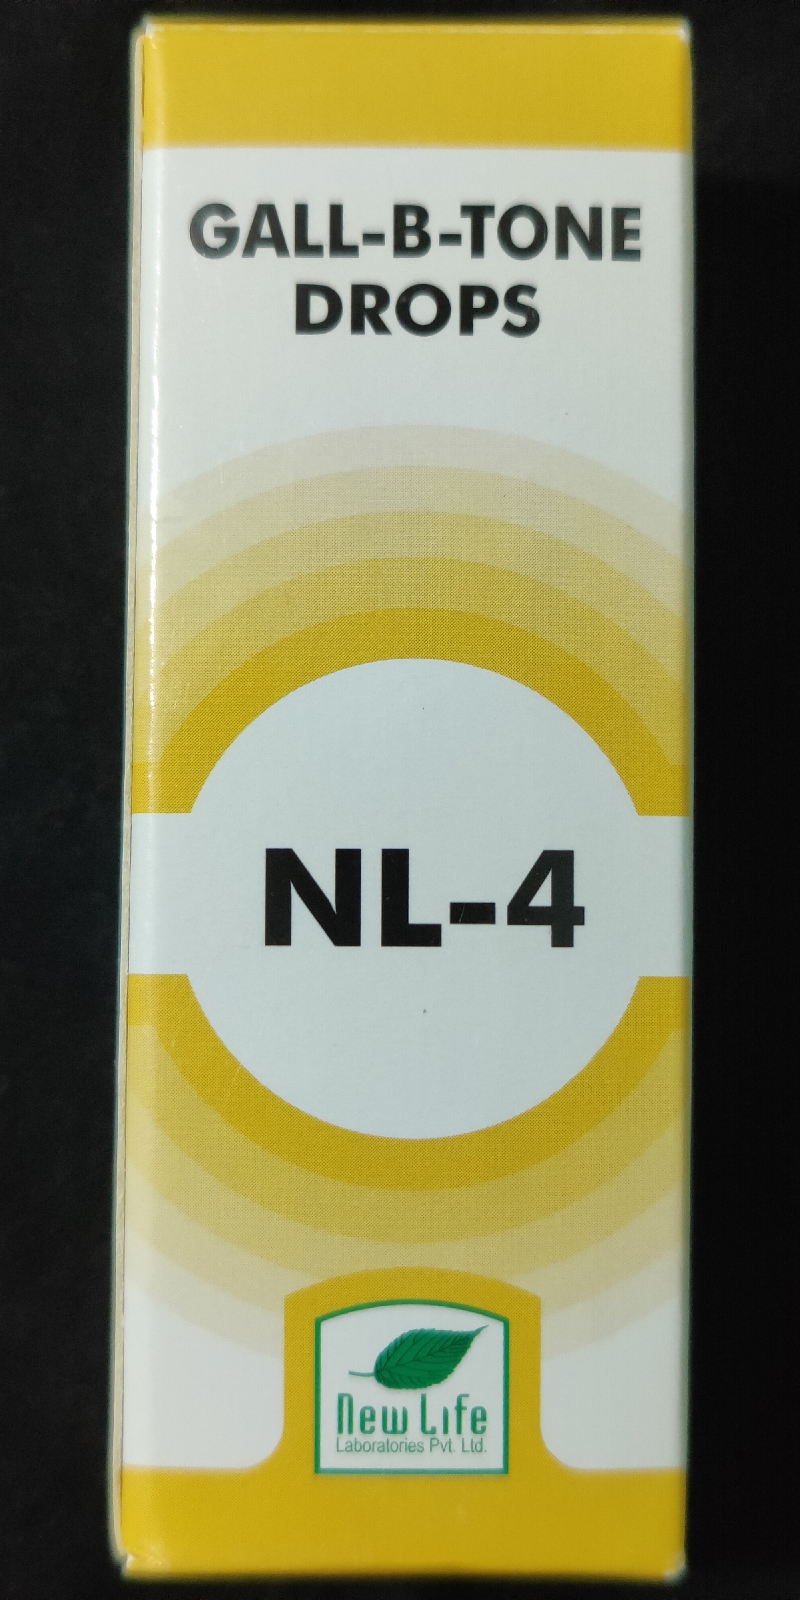 GALL-B-TONE
DROPS
NL-4
New Life
Laboratories Pvt. Ltd.